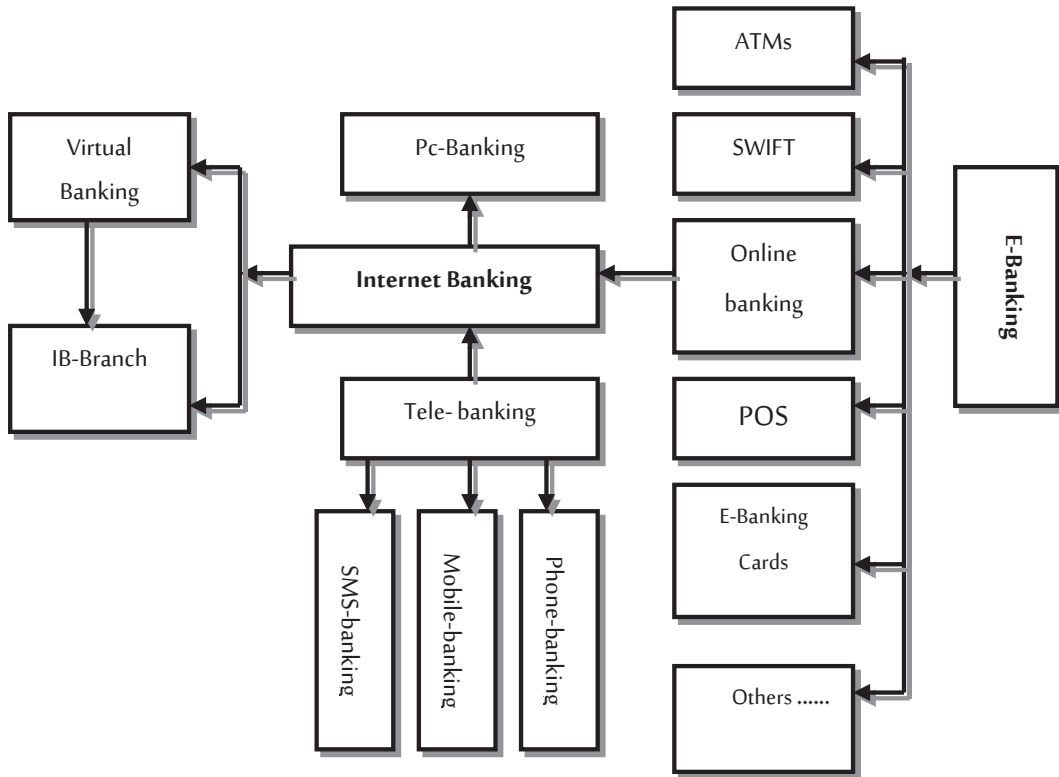 ATMs
Virtual
Banking
Pc-Banking
SWIFT
E-Banking
Internet Banking
Online
banking
IB-Branch
Tele- banking
POS
SMS-banking
Mobile-banking
Phone-banking
E-Banking
Cards
Others ......